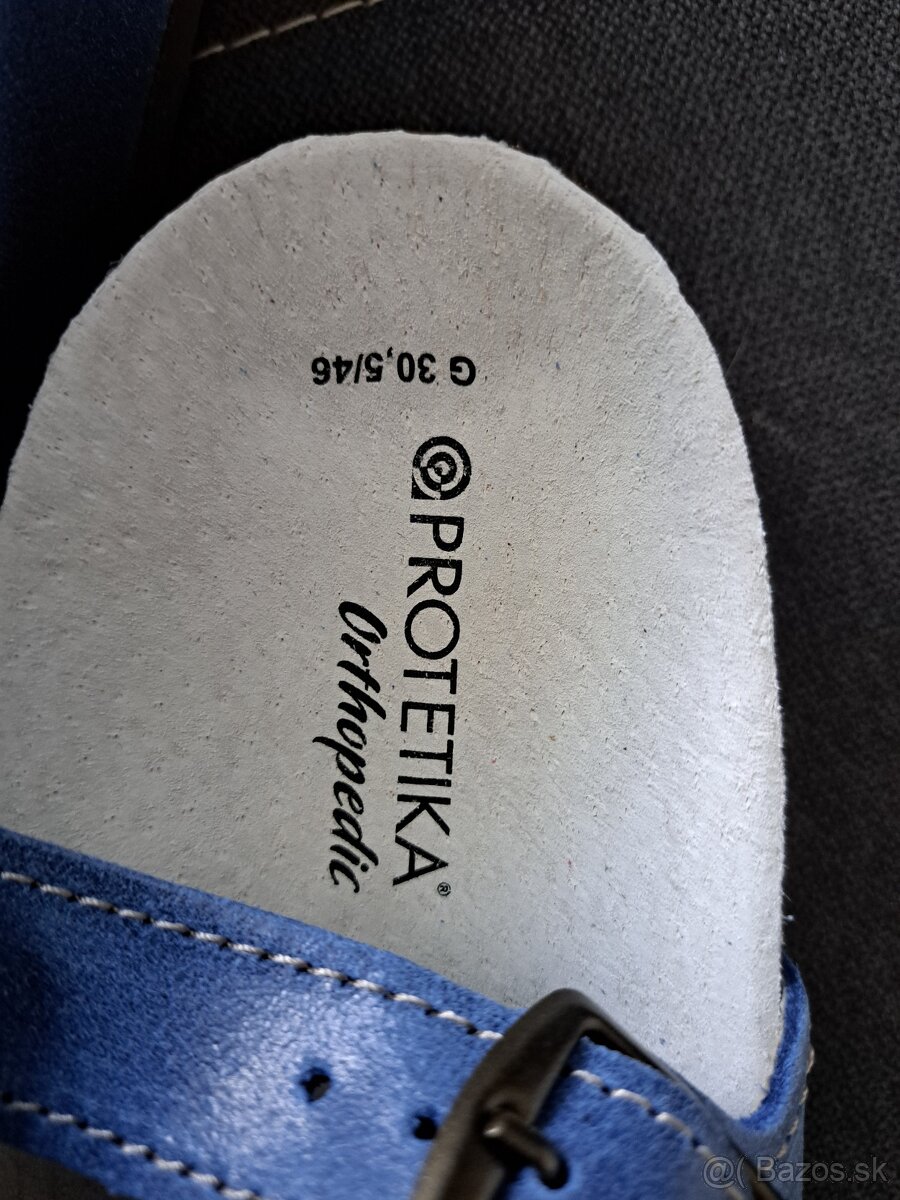 G 30,5/46
PROTETIKA®
Orthopedic
@( Bazos.sk